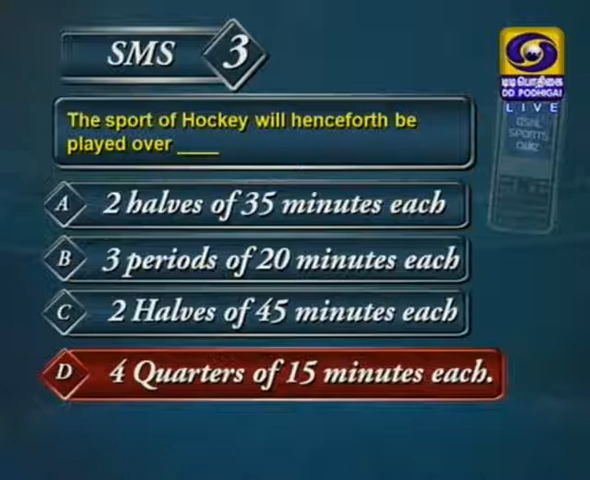 SMS 3
டிடி பொதிகை
DD PODHIGAI
LIVE
BSNL
SPORTS
QUIZ
The sport of Hockey will henceforth be
played over ____
A 2 halves of 35 minutes each
B 3 periods of 20 minutes each
C 2 Halves of 45 minutes each
D 4 Quarters of 15 minutes each.